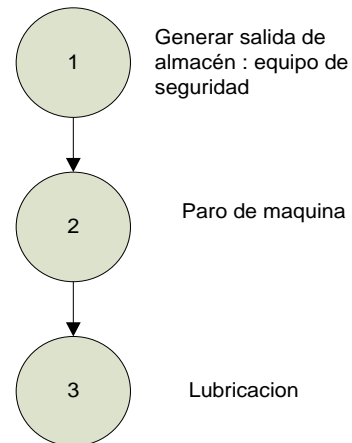 1
Generar salida de
almacén : equipo de
seguridad
2
Paro de maquina
3
Lubricacion